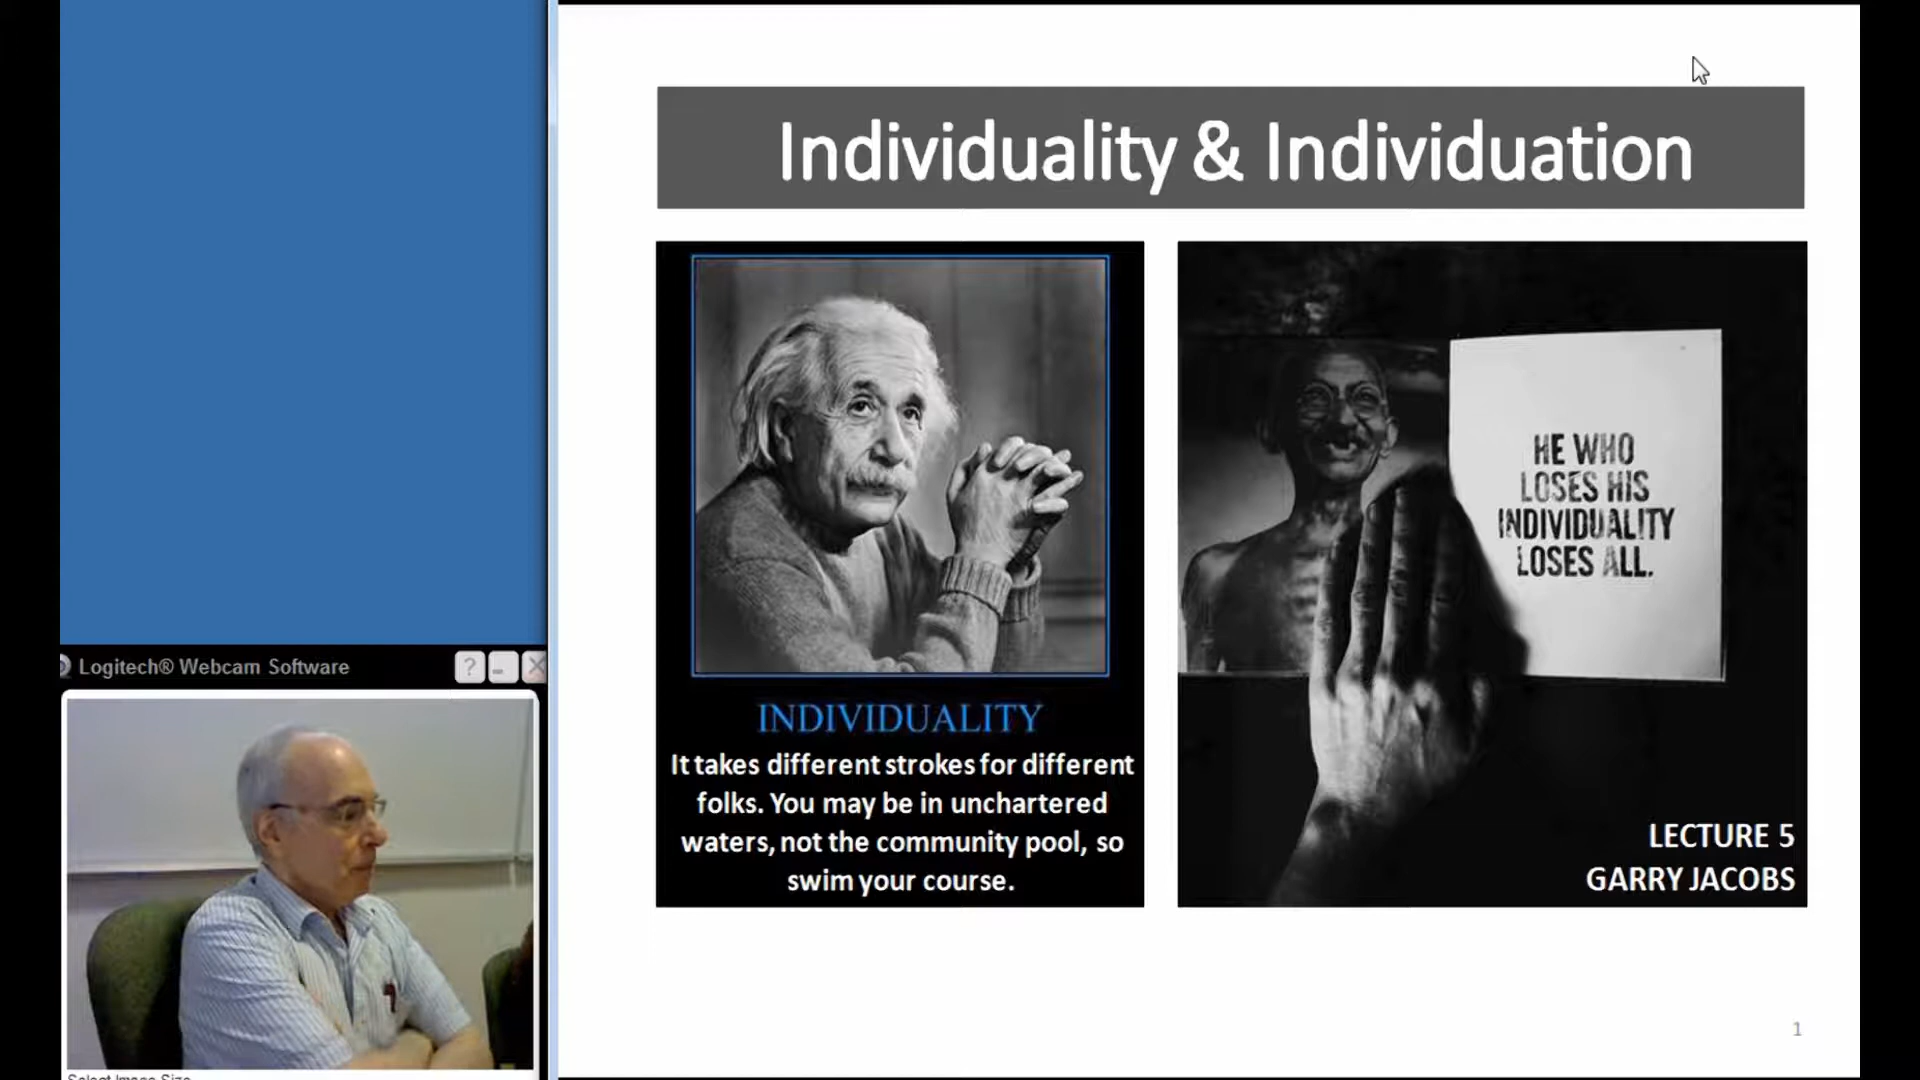 Individuality & Individuation
INDIVIDUALITY
It takes different strokes for different
folks. You may be in unchartered
waters, not the community pool, so
swim your course.
HE WHO
LOSES HIS
INDIVIDUALITY
LOSES ALL.
LECTURE 5
GARRY JACOBS
1
Logitech® Webcam Software
?
Select Image Size